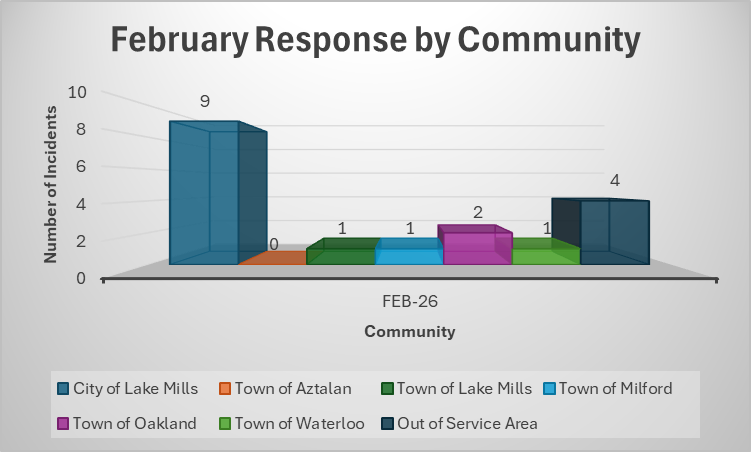 February Response by Community
Number of Incidents
10
8
6
4
2
0
9
0
1
1
2
1
4
FEB-26
Community
City of Lake Mills
Town of Aztalan
Town of Lake Mills
Town of Milford
Town of Oakland
Town of Waterloo
Out of Service Area